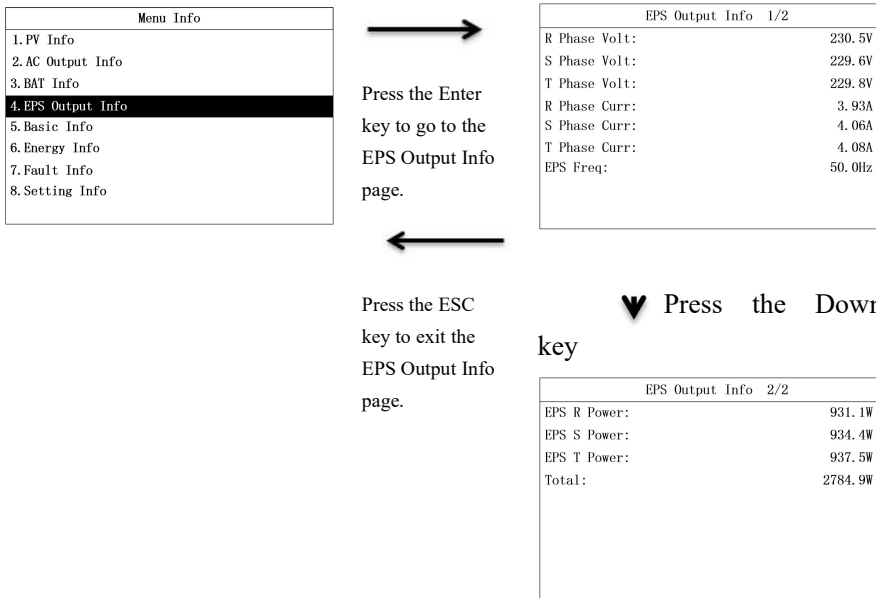 Menu Info
1.PV Info
2.AC Output Info
3.BAT Info
4.EPS Output Info
5.Basic Info
6.Energy Info
7.Fault Info
8.Setting Info
Press the Enter
key to go to the
EPS Output Info
page.
EPS Output Info 1/2
R Phase Volt: 230.5V
S Phase Volt: 229.6V
T Phase Volt: 229.8V
R Phase Curr: 3.93A
S Phase Curr: 4.06A
T Phase Curr: 4.08A
EPS Freq: 50.0Hz
Press the ESC
key to exit the
EPS Output Info
page.
Press the Down
key
EPS Output Info 2/2
EPS R Power: 931.1W
EPS S Power: 934.4W
EPS T Power: 937.5W
Total: 2784.9W